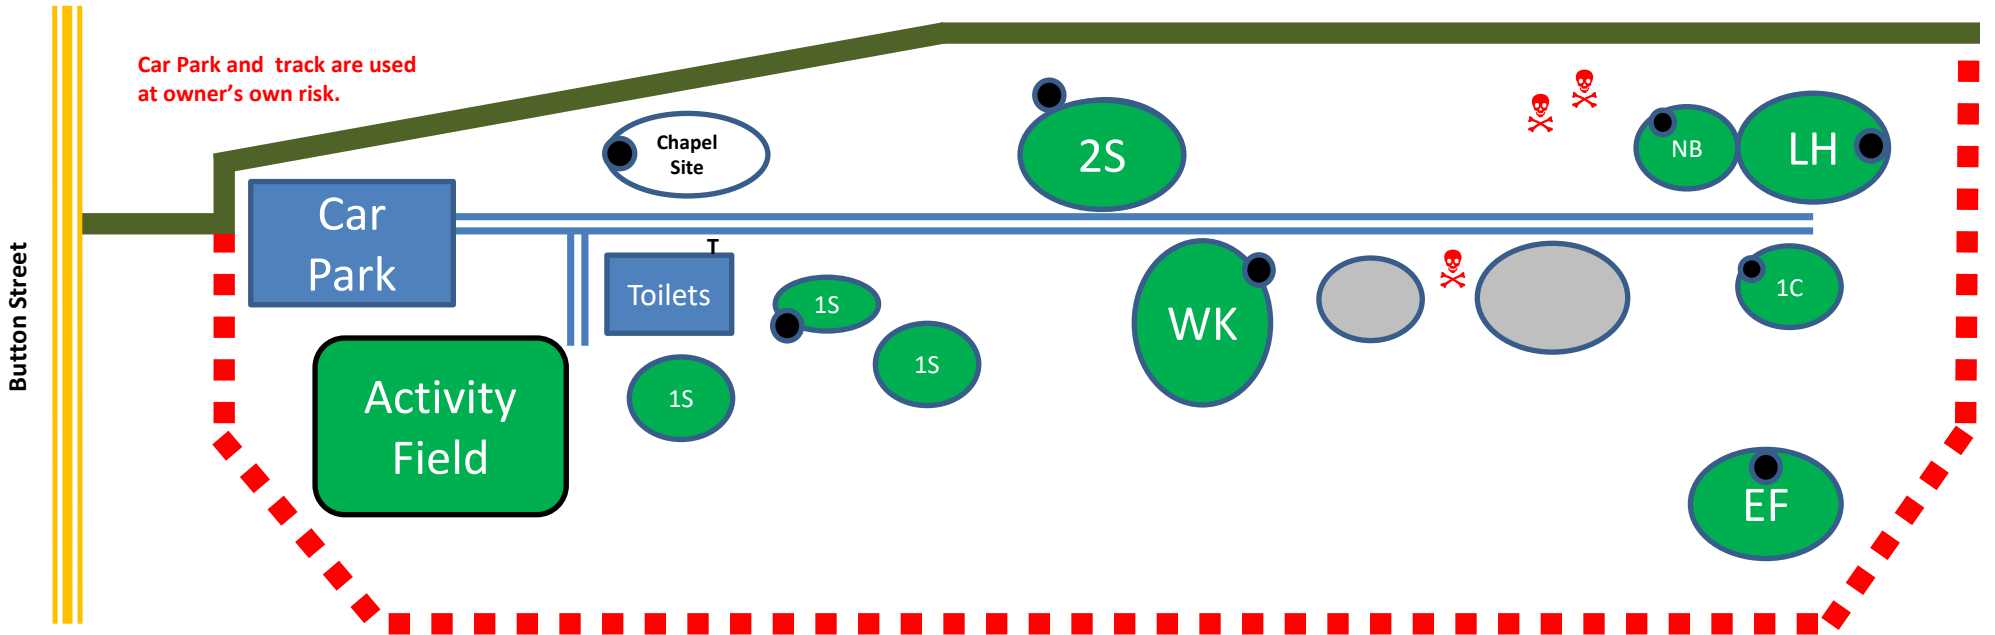 Car Park and  track are used
at owner's own risk.
Button Street
Chapel
Site
2S
NB
LH
Car
Park
T
Toilets
1S
1S
1S
WK
1C
Activity
Field
EF